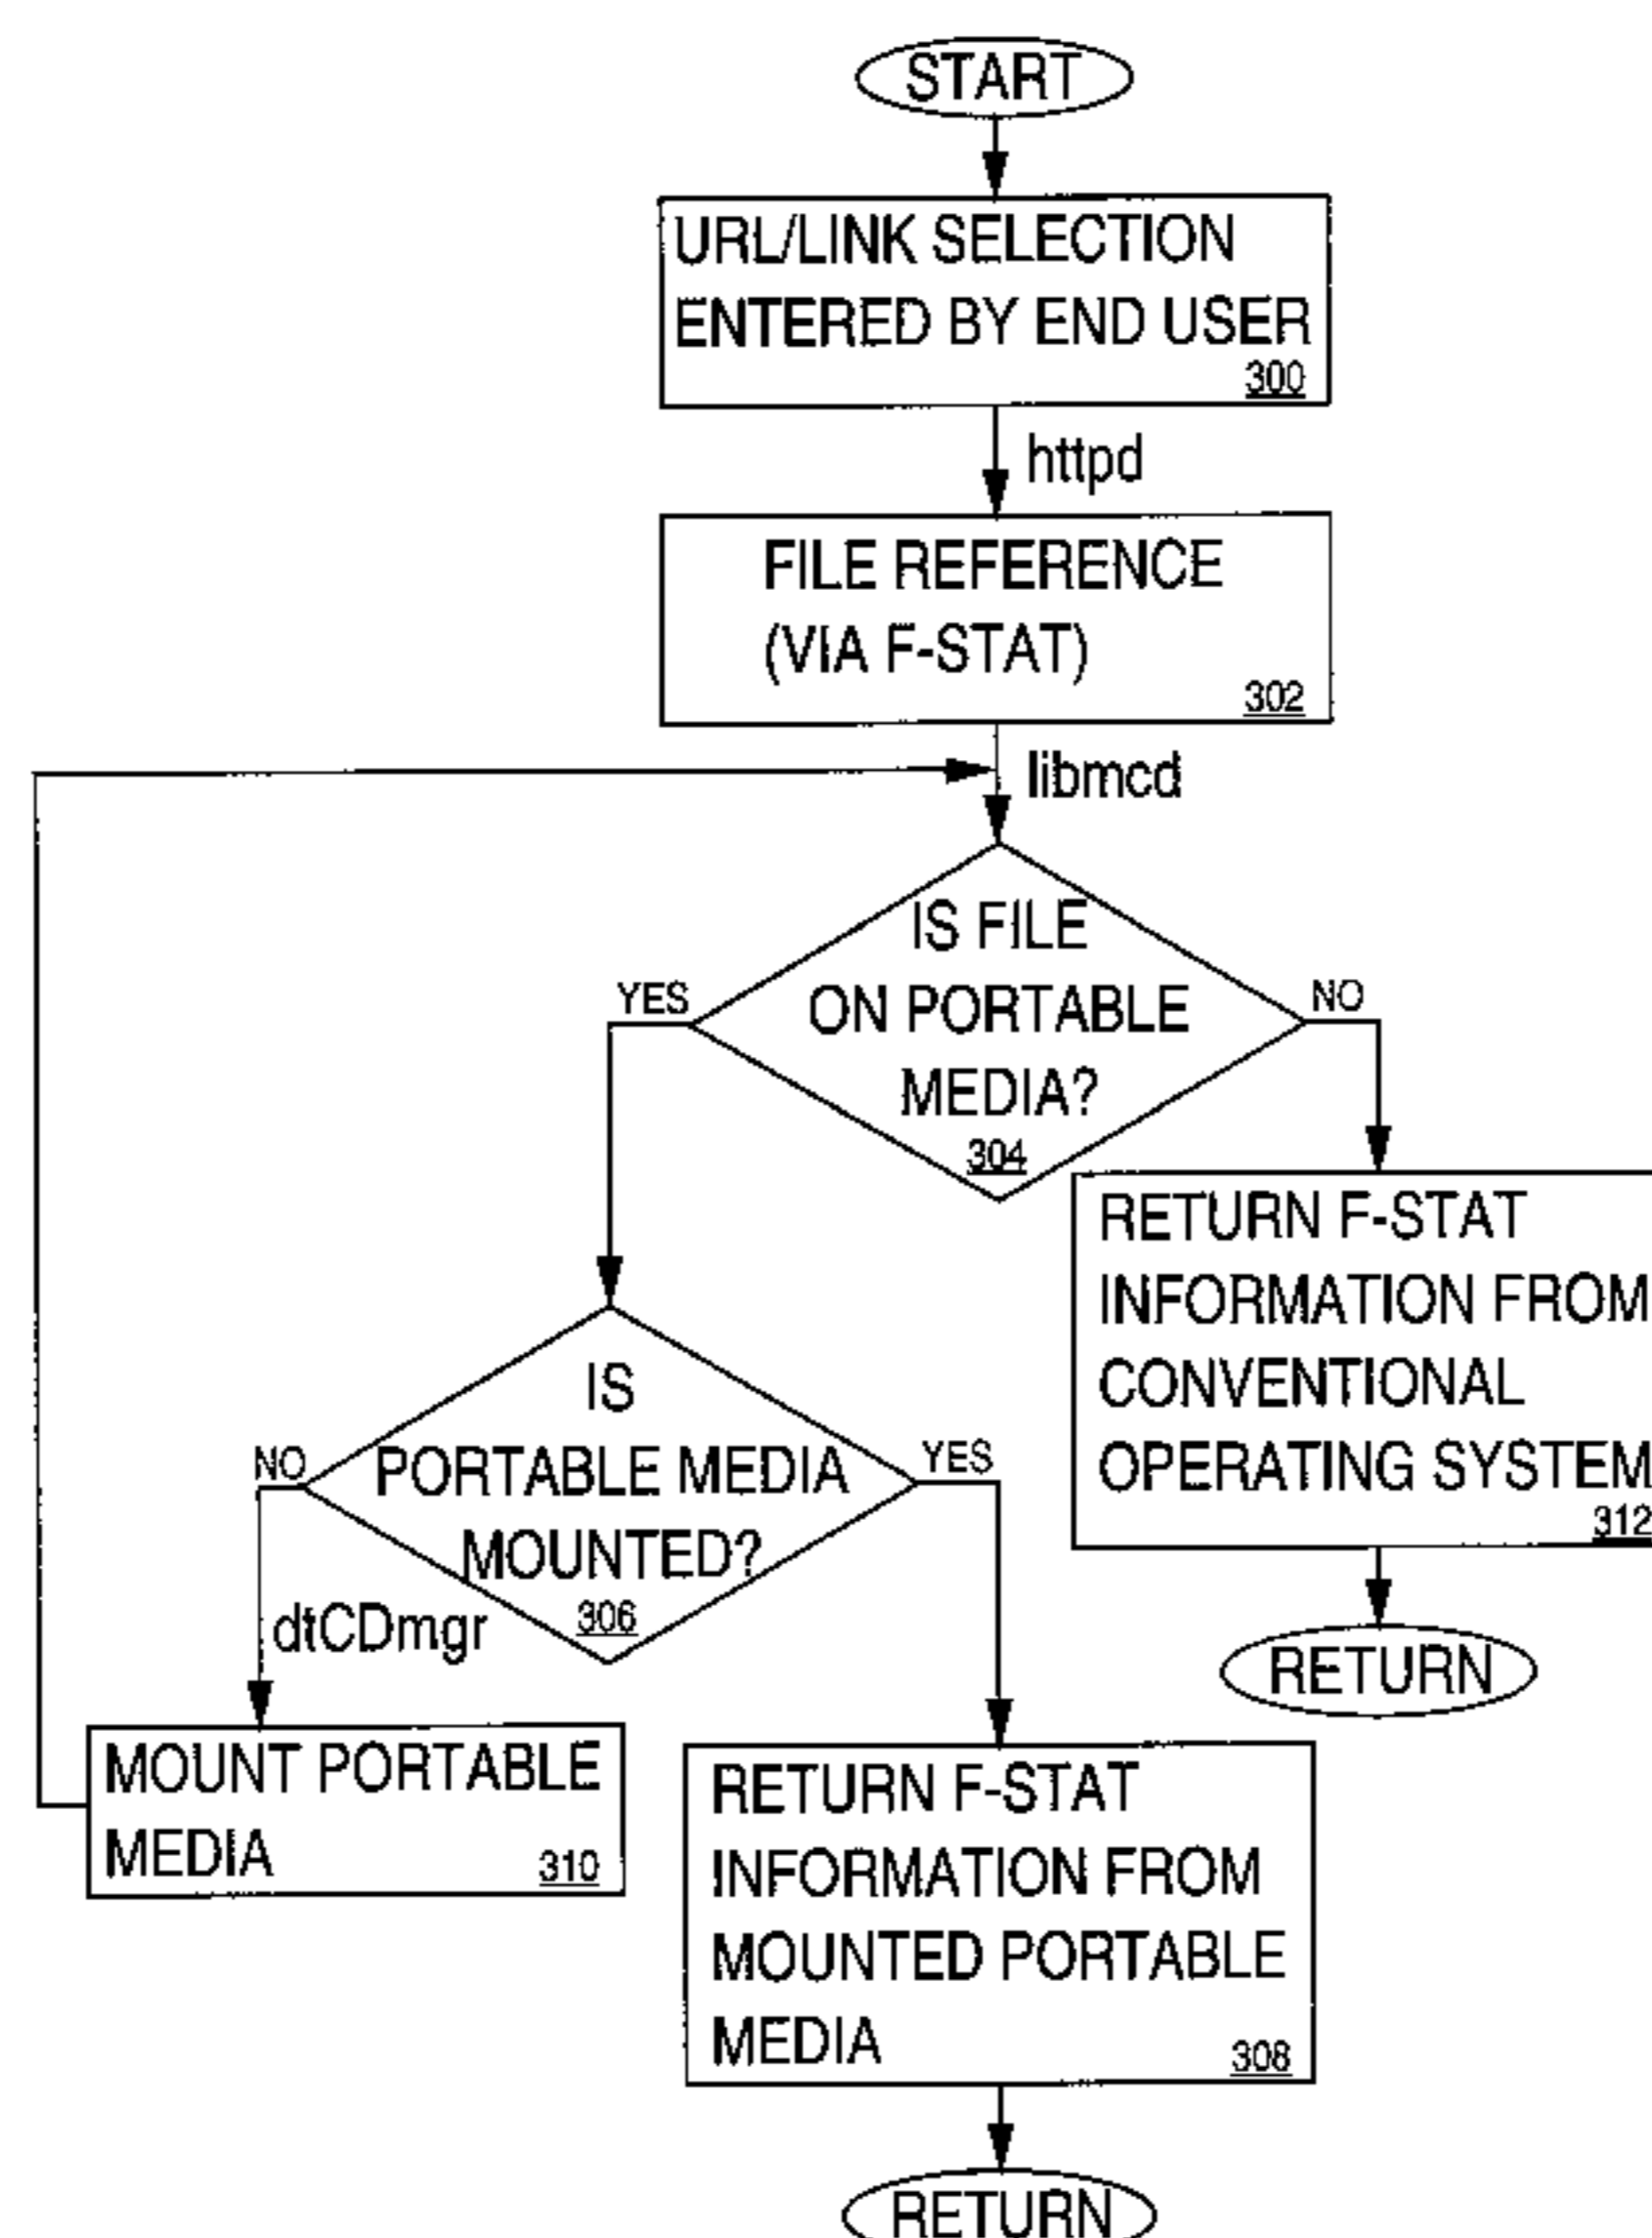 START
URL/LINK SELECTION
ENTERED BY END USER
300
httpd
FILE REFERENCE
(VIA F-STAT)
302
libmcd
IS FILE
ON PORTABLE
MEDIA?
304
YES
NO
RETURN F-STAT
INFORMATION FROM
CONVENTIONAL
OPERATING SYSTEM
312
RETURN
IS
PORTABLE MEDIA
MOUNTED?
306
NO
YES
dtCDmgr
MOUNT PORTABLE
MEDIA
310
RETURN F-STAT
INFORMATION FROM
MOUNTED PORTABLE
MEDIA
308
RETURN